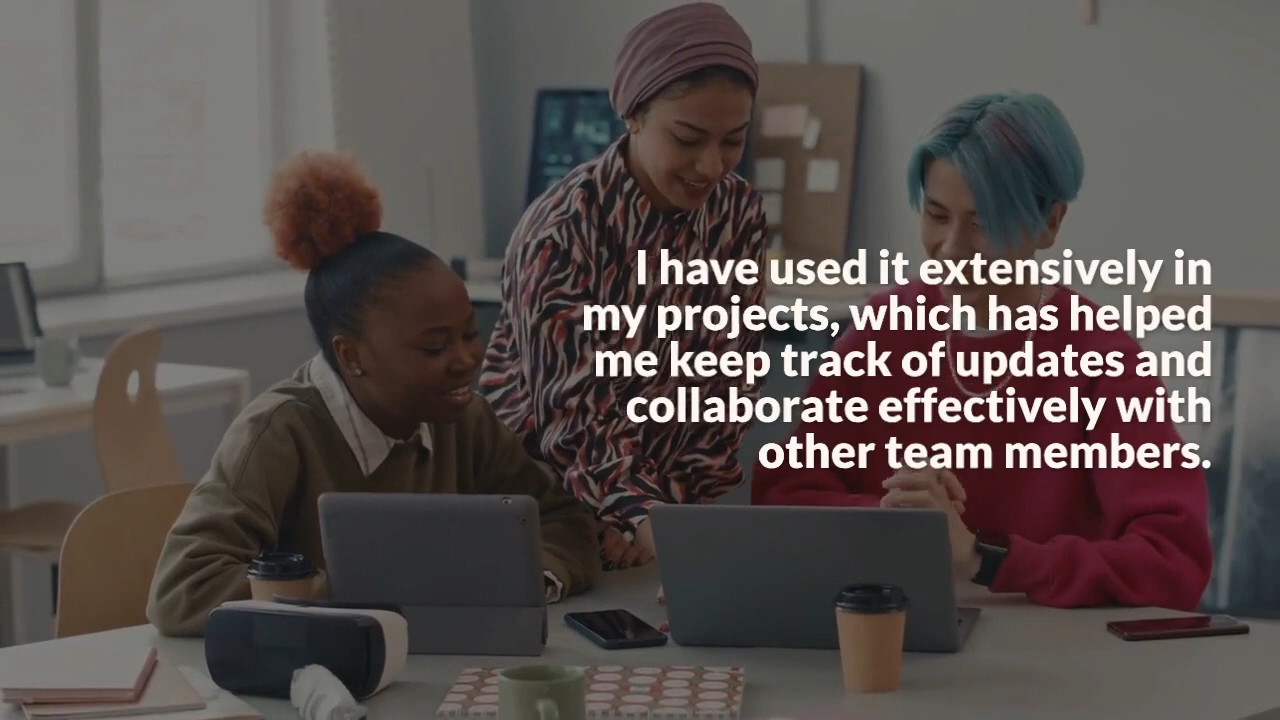 I have used it extensively in
my projects, which has helped
me keep track of updates and
collaborate effectively with
other team members.